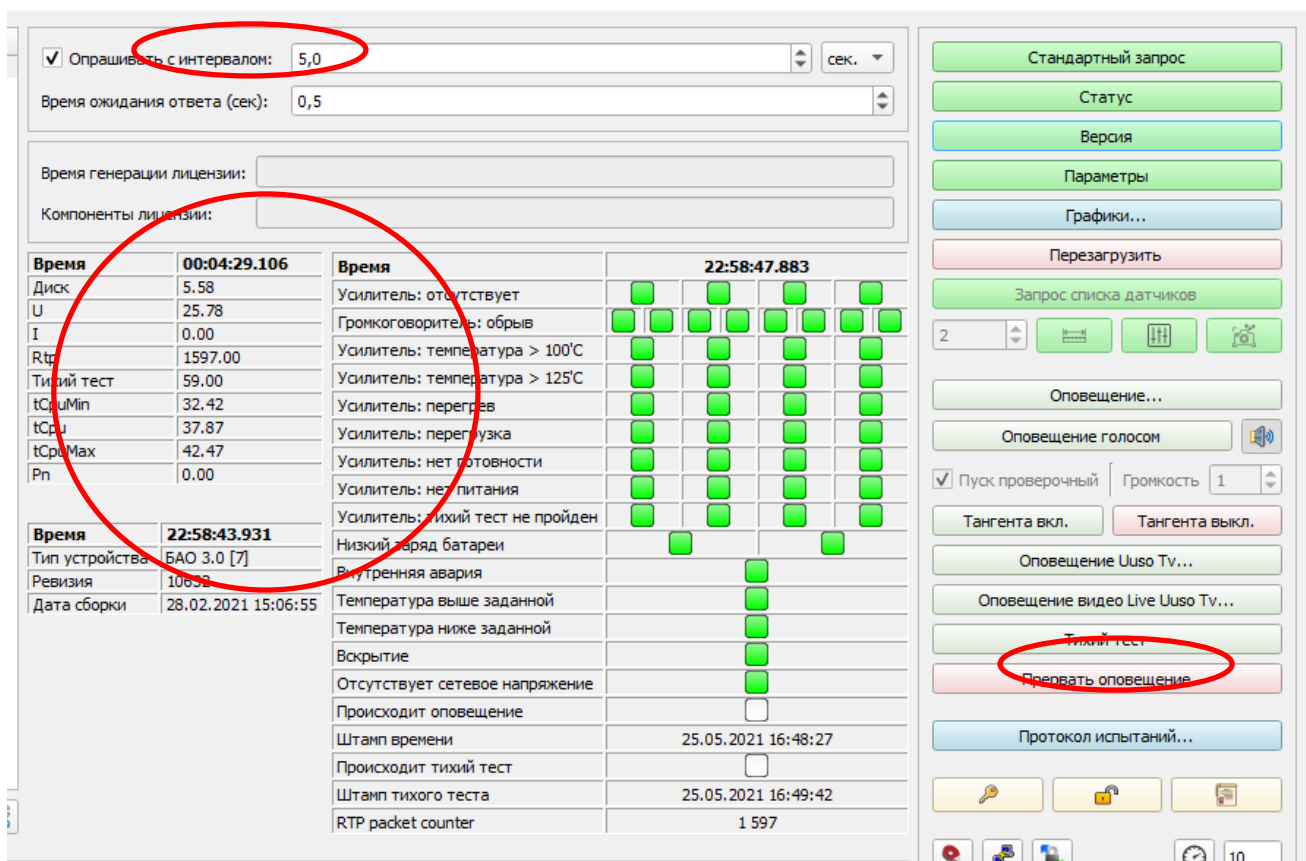 Опрашивать с интервалом: 5,0 сек.
Время ожидания ответа (сек): 0,5
Время генерации лицензии:
Компоненты лицензии:
Время 00:04:29.106
Диск 5.58
U 25.78
I 0.00
Rtp 1597.00
Тихий тест 59.00
tCpuMin 32.42
tCpu 37.87
tCpuMax 42.47
Pn 0.00
Время 22:58:43.931
Тип устройства БАО 3.0 [7]
Ревизия 10632
Дата сборки 28.02.2021 15:06:55
Время 22:58:47.883
Усилитель: отсутствует
Громкоговоритель: обрыв
Усилитель: температура > 100'C
Усилитель: температура > 125'C
Усилитель: перегрев
Усилитель: перегрузка
Усилитель: нет готовности
Усилитель: нет питания
Усилитель: тихий тест не пройден
Низкий заряд батареи
Внутренняя авария
Температура выше заданной
Температура ниже заданной
Вскрытие
Отсутствует сетевое напряжение
Происходит оповещение
Штамп времени 25.05.2021 16:48:27
Происходит тихий тест
Штамп тихого теста 25.05.2021 16:49:42
RTP packet counter 1 597
Стандартный запрос
Статус
Версия
Параметры
Графики...
Перезагрузить
Запрос списка датчиков
2
Оповещение...
Оповещение голосом
Пуск проверочный Громкость 1
Тангента вкл. Тангента выкл.
Оповещение Uuso Tv...
Оповещение видео Live Uuso Tv...
Тихий тест
Прервать оповещение
Протокол испытаний...
10